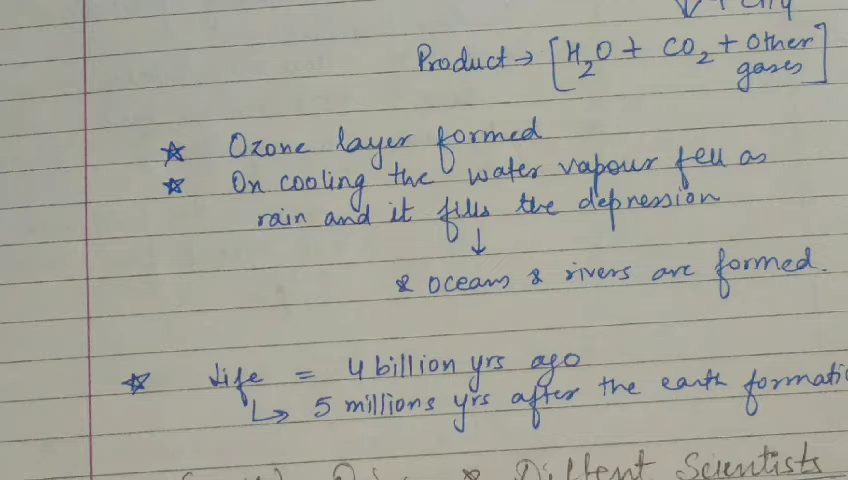 ↓ + CH4
Product → [H2O + CO2 + Other
gases]
☆ Ozone layer formed
☆ On cooling the water vapour fell as
rain and it fills the depression
↓
& oceans & rivers are formed.
☆ Life = 4 billion yrs ago
↳ 5 millions yrs after the earth formati
Different Scientists